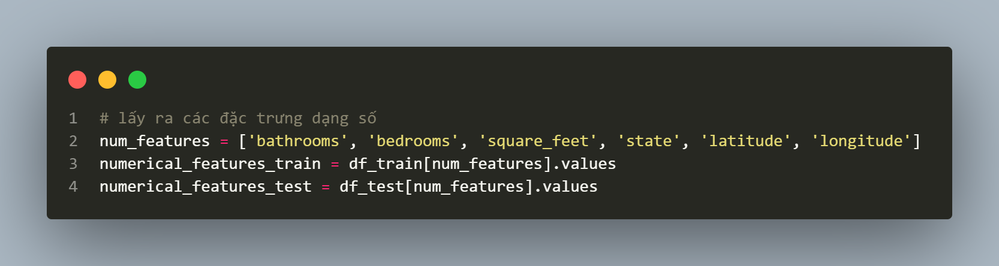 1 # lấy ra các đặc trưng dạng số
2 num_features = ['bathrooms', 'bedrooms', 'square_feet', 'state', 'latitude', 'longitude']
3 numerical_features_train = df_train[num_features].values
4 numerical_features_test = df_test[num_features].values